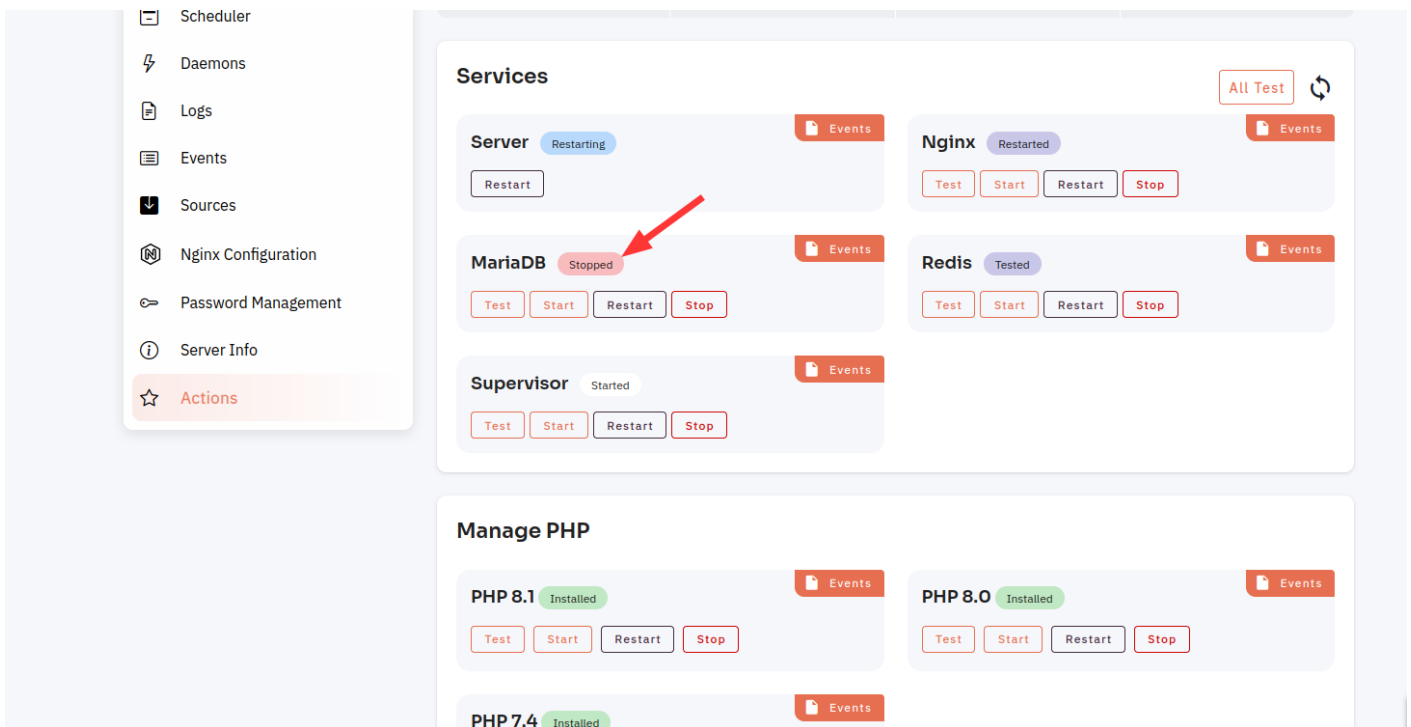 Scheduler
Daemons
Logs
Events
Sources
Nginx Configuration
Password Management
Server Info
Actions
Services
All Test
Server Restarting Events
Restart
Nginx Restarted Events
Test Start Restart Stop
MariaDB Stopped Events
Test Start Restart Stop
Redis Tested Events
Test Start Restart Stop
Supervisor Started Events
Test Start Restart Stop
Manage PHP
PHP 8.1 Installed Events
Test Start Restart Stop
PHP 8.0 Installed Events
Test Start Restart Stop
PHP 7.4 Installed Events